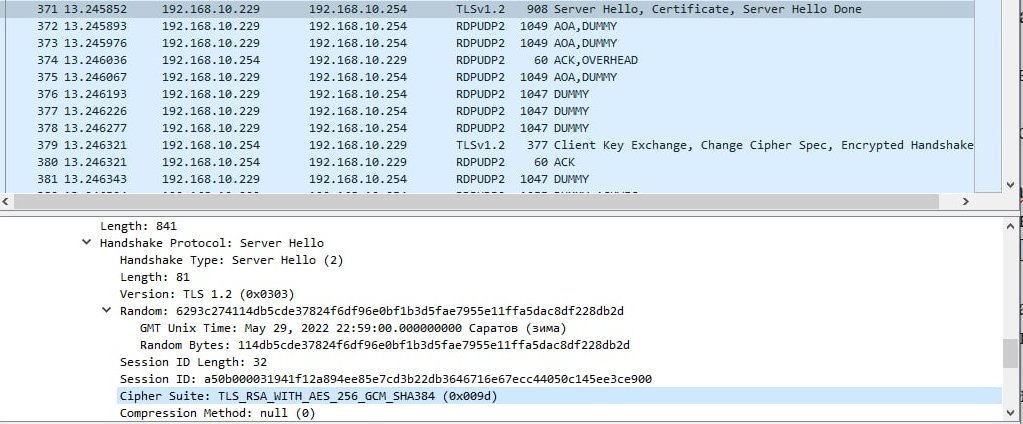 371 13.245852 192.168.10.229 192.168.10.254 TLSv1.2 908 Server Hello, Certificate, Server Hello Done
372 13.245893 192.168.10.229 192.168.10.254 RDPUDP2 1049 AOA,DUMMY
373 13.245976 192.168.10.229 192.168.10.254 RDPUDP2 1049 AOA,DUMMY
374 13.246036 192.168.10.254 192.168.10.229 RDPUDP2 60 ACK,OVERHEAD
375 13.246067 192.168.10.229 192.168.10.254 RDPUDP2 1049 AOA,DUMMY
376 13.246193 192.168.10.229 192.168.10.254 RDPUDP2 1047 DUMMY
377 13.246226 192.168.10.229 192.168.10.254 RDPUDP2 1047 DUMMY
378 13.246277 192.168.10.229 192.168.10.254 RDPUDP2 1047 DUMMY
379 13.246321 192.168.10.254 192.168.10.229 TLSv1.2 377 Client Key Exchange, Change Cipher Spec, Encrypted Handshake
380 13.246321 192.168.10.254 192.168.10.229 RDPUDP2 60 ACK
381 13.246343 192.168.10.229 192.168.10.254 RDPUDP2 1047 DUMMY
Length: 841
Handshake Protocol: Server Hello
Handshake Type: Server Hello (2)
Length: 81
Version: TLS 1.2 (0x0303)
Random: 6293c274114db5cde37824f6df96e0bf1b3d5fae7955e11ffa5dac8df228db2d
GMT Unix Time: May 29, 2022 22:59:00.000000000 Саратов (зима)
Random Bytes: 114db5cde37824f6df96e0bf1b3d5fae7955e11ffa5dac8df228db2d
Session ID Length: 32
Session ID: a50b000031941f12a894ee85e7cd3b22db3646716e67ecc44050c145ee3ce900
Cipher Suite: TLS_RSA_WITH_AES_256_GCM_SHA384 (0x009d)
Compression Method: null (0)